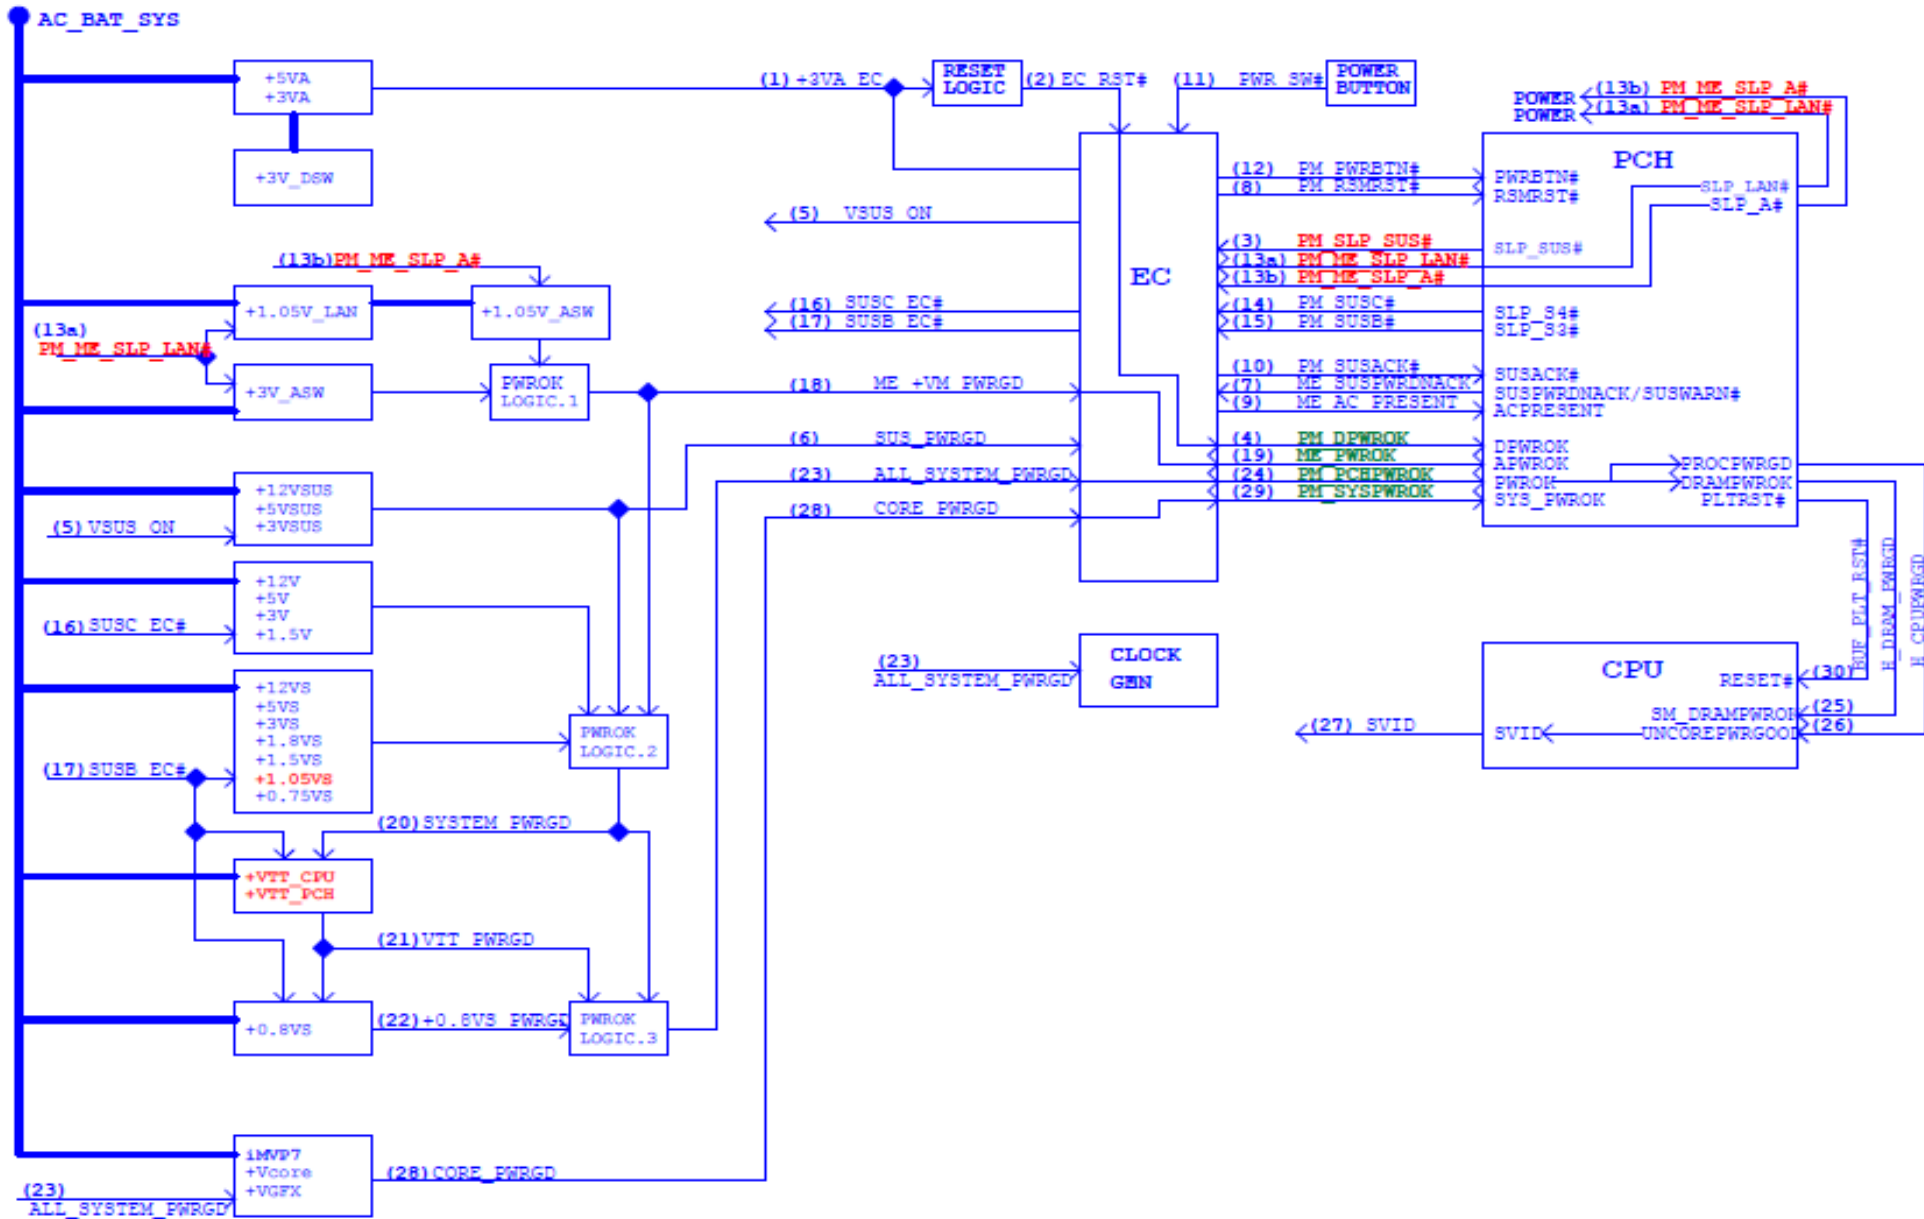 AC_BAT_SYS
+5VA
+3VA
+3V_DSW
(1) +3VA_EC
RESET
LOGIC
(2) EC_RST#
(11) PWR_SW#
POWER
BUTTON
POWER
(13b) PM_ME_SLP_A#
POWER
(13a) PM_ME_SLP_LAN#
EC
PCH
(12) PM_PWRBTN#
PWRBTN#
(8) PM_RSMRST#
RSMRST#
SLP_LAN#
SLP_A#
(5) VSUS_ON
(3) PM_SLP_SUS#
SLP_SUS#
(13a) PM_ME_SLP_LAN#
(13b) PM_ME_SLP_A#
(16) SUSC_EC#
(17) SUSB_EC#
(14) PM_SUSC#
SLP_S4#
(15) PM_SUSB#
SLP_S3#
(10) PM_SUSACK#
SUSACK#
(7) ME_SUSPWRDNACK
SUSPWRDNACK/SUSWARN#
(9) ME_AC_PRESENT
ACPRESENT
(4) PM_DPWROK
DPWROK
(19) ME_PWROK
APWROK
(24) PM_PCHPWROK
PWROK
(29) PM_SYSPWROK
SYS_PWROK
PROCPWRGD
DRAMPWROK
PLTRST#
(13b)PM_ME_SLP_A#
+1.05V_LAN
+1.05V_ASW
(13a)
PM_ME_SLP_LAN#
+3V_ASW
PWROK
LOGIC.1
(18) ME_+VM_PWRGD
(6) SUS_PWRGD
(23) ALL_SYSTEM_PWRGD
(28) CORE_PWRGD
+12VSUS
+5VSUS
+3VSUS
(5) VSUS_ON
+12V
+5V
+3V
+1.5V
(16) SUSC_EC#
+12VS
+5VS
+3VS
+1.8VS
+1.5VS
+1.05VS
+0.75VS
(17) SUSB_EC#
PWROK
LOGIC.2
(20) SYSTEM_PWRGD
+VTT_CPU
+VTT_PCH
(21) VTT_PWRGD
+0.8VS
(22) +0.8VS_PWRGD
PWROK
LOGIC.3
iMVP7
+Vcore
+VGFX
(23)
ALL_SYSTEM_PWRGD
(28) CORE_PWRGD
(23)
ALL_SYSTEM_PWRGD
CLOCK
GEN
(27) SVID
CPU
RESET#
SM_DRAMPWROK
SVID
UNCOREPWRGOOD
(30)
(25)
(26)
BUF_PLT_RST#
H_DRAM_PWRGD
H_CPUPWRGD